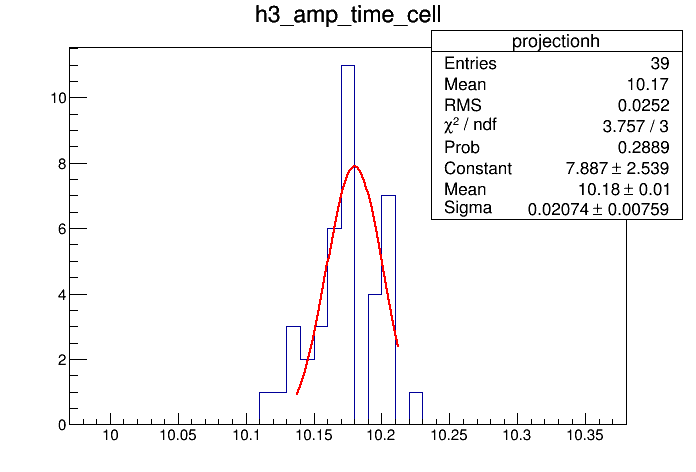 h3_amp_time_cell
projectionh
Entries 39
Mean 10.17
RMS 0.0252
χ² / ndf 3.757 / 3
Prob 0.2889
Constant 7.887 ± 2.539
Mean 10.18 ± 0.01
Sigma 0.02074 ± 0.00759
10
8
6
4
2
0
10 10.05 10.1 10.15 10.2 10.25 10.3 10.35